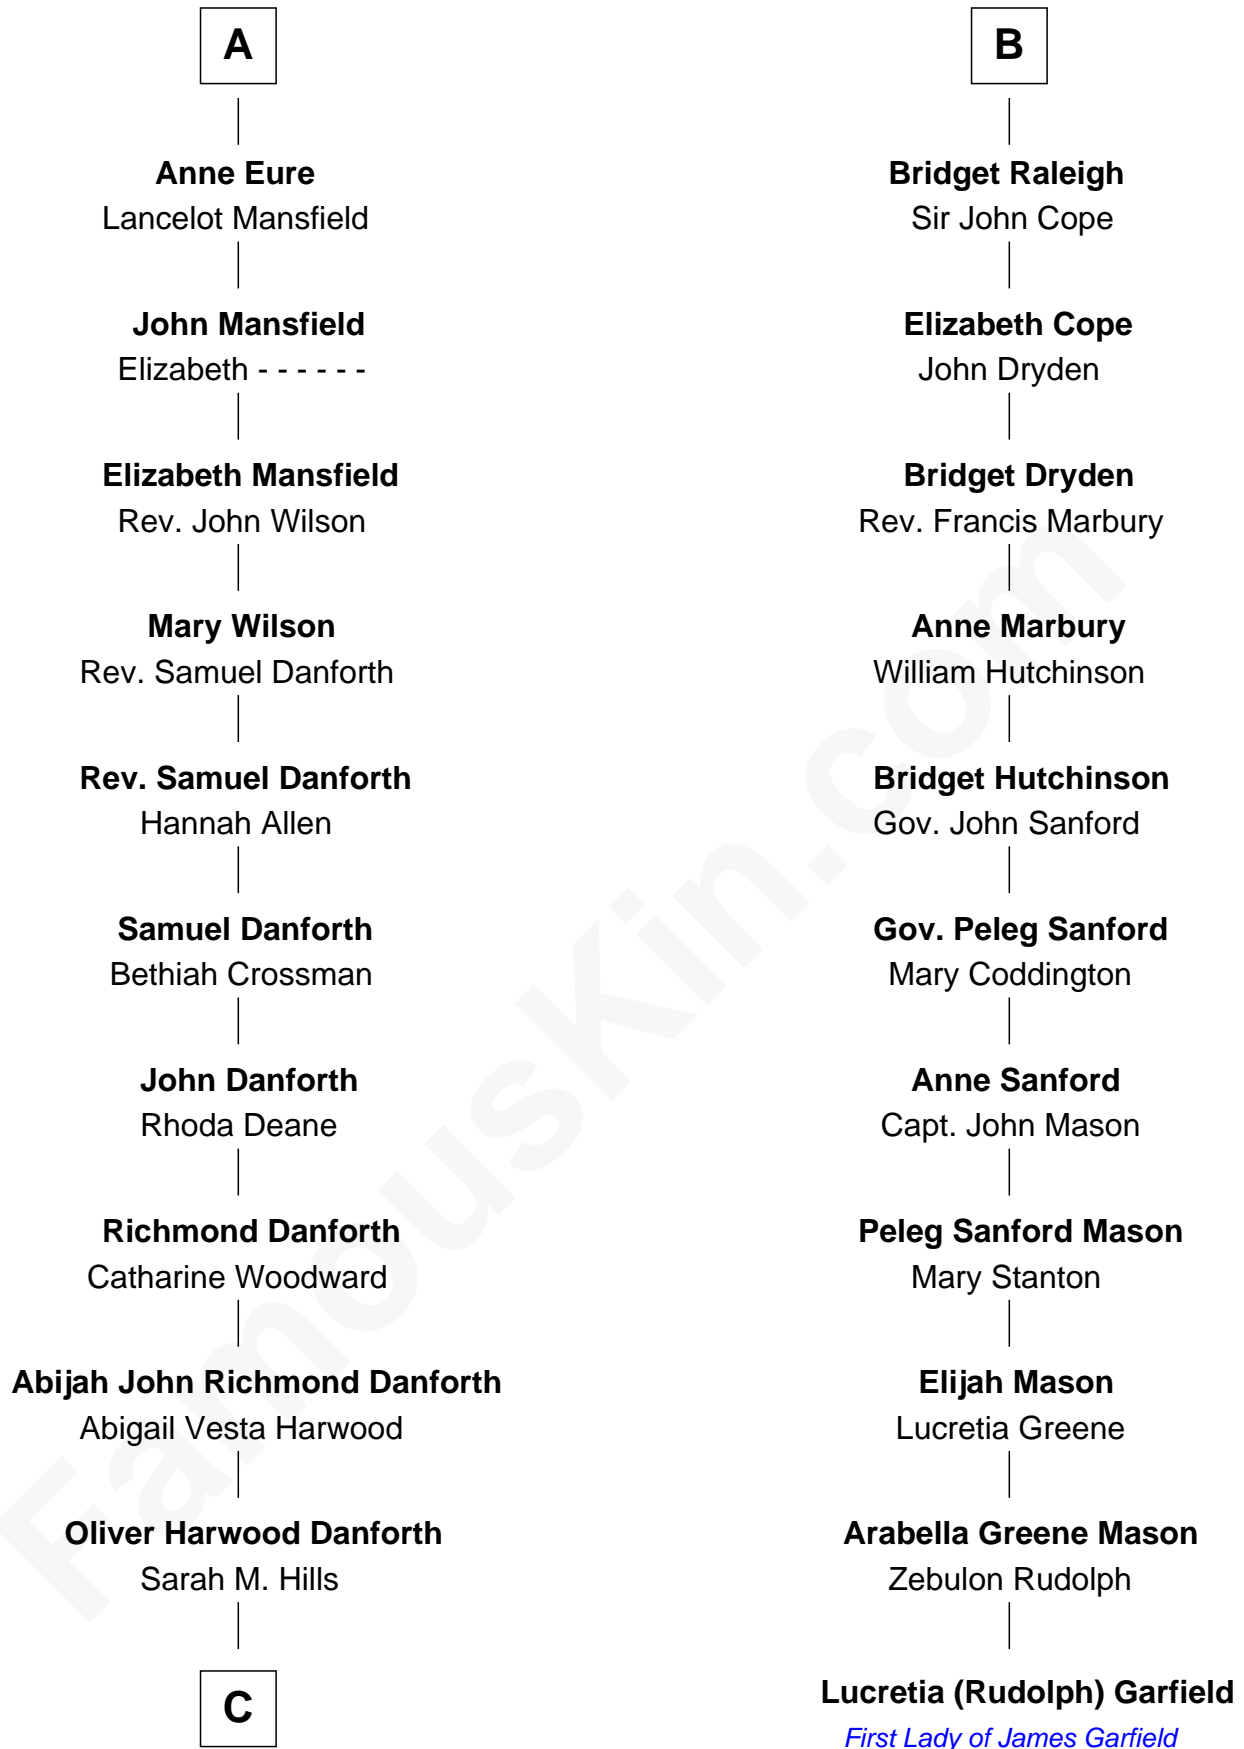 A
Anne Eure
Lancelot Mansfield
John Mansfield
Elizabeth - - - - - -
Elizabeth Mansfield
Rev. John Wilson
Mary Wilson
Rev. Samuel Danforth
Rev. Samuel Danforth
Hannah Allen
Samuel Danforth
Bethiah Crossman
John Danforth
Rhoda Deane
Richmond Danforth
Catharine Woodward
Abijah John Richmond Danforth
Abigail Vesta Harwood
Oliver Harwood Danforth
Sarah M. Hills
C
B
Bridget Raleigh
Sir John Cope
Elizabeth Cope
John Dryden
Bridget Dryden
Rev. Francis Marbury
Anne Marbury
William Hutchinson
Bridget Hutchinson
Gov. John Sanford
Gov. Peleg Sanford
Mary Coddington
Anne Sanford
Capt. John Mason
Peleg Sanford Mason
Mary Stanton
Elijah Mason
Lucretia Greene
Arabella Greene Mason
Zebulon Rudolph
Lucretia (Rudolph) Garfield
First Lady of James Garfield
FamousKin.com